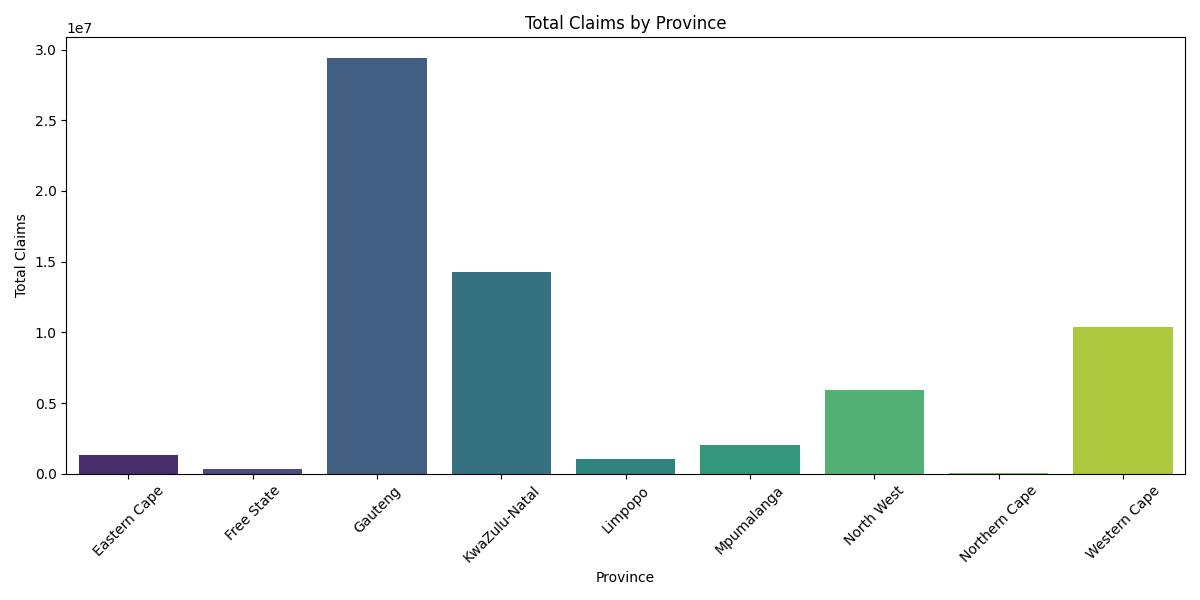 Total Claims by Province
1e7
3.0
2.5
2.0
1.5
1.0
0.5
0.0
Total Claims
Eastern Cape
Free State
Gauteng
KwaZulu-Natal
Limpopo
Mpumalanga
North West
Northern Cape
Western Cape
Province